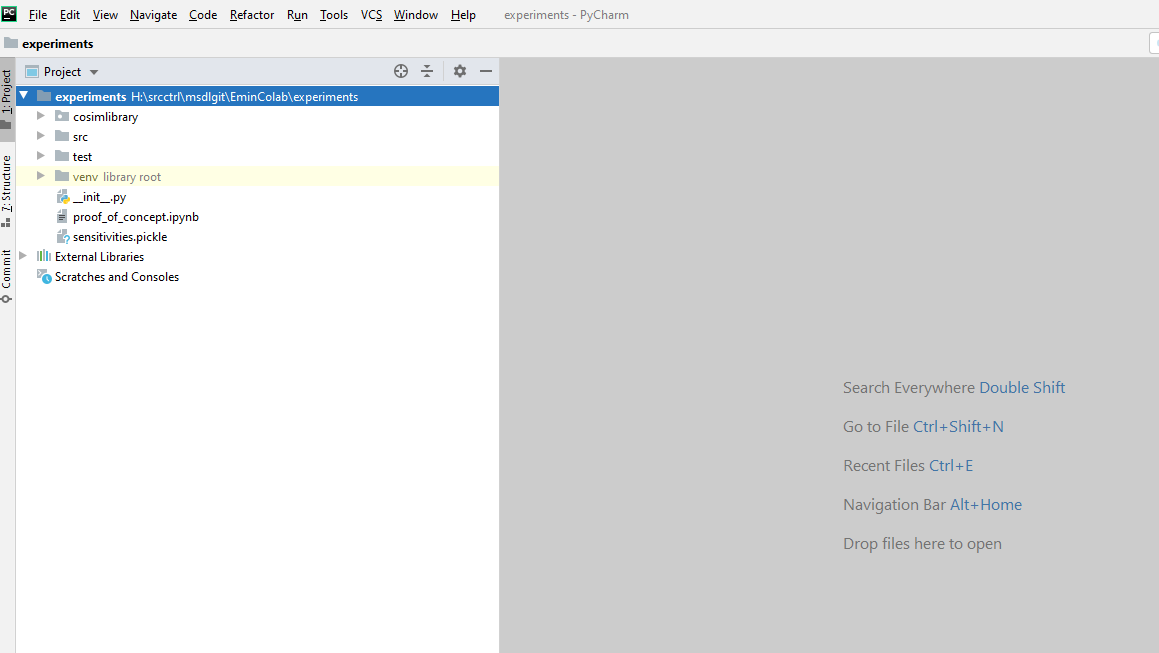 PC File Edit View Navigate Code Refactor Run Tools VCS Window Help experiments - PyCharm
experiments
Project
1: Project
experiments H:\srcctrl\msdlgit\EminColab\experiments
cosimlibrary
src
test
7: Structure
venv library root
__init__.py
proof_of_concept.ipynb
sensitivities.pickle
Commit
External Libraries
Scratches and Consoles
Search Everywhere Double Shift
Go to File Ctrl+Shift+N
Recent Files Ctrl+E
Navigation Bar Alt+Home
Drop files here to open